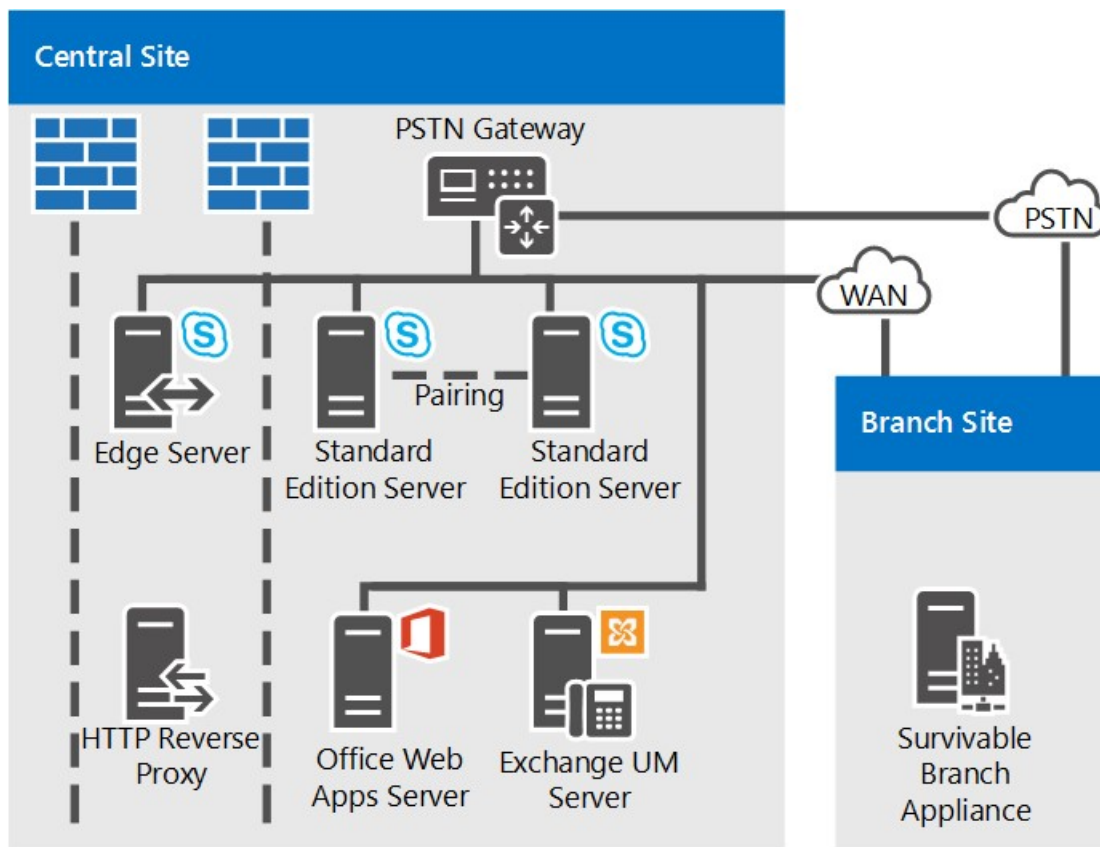 Central Site
PSTN Gateway
PSTN
WAN
S
S
S
Pairing
Edge Server
Standard
Edition Server
Standard
Edition Server
Branch Site
HTTP Reverse
Proxy
Office Web
Apps Server
Exchange UM
Server
Survivable
Branch
Appliance